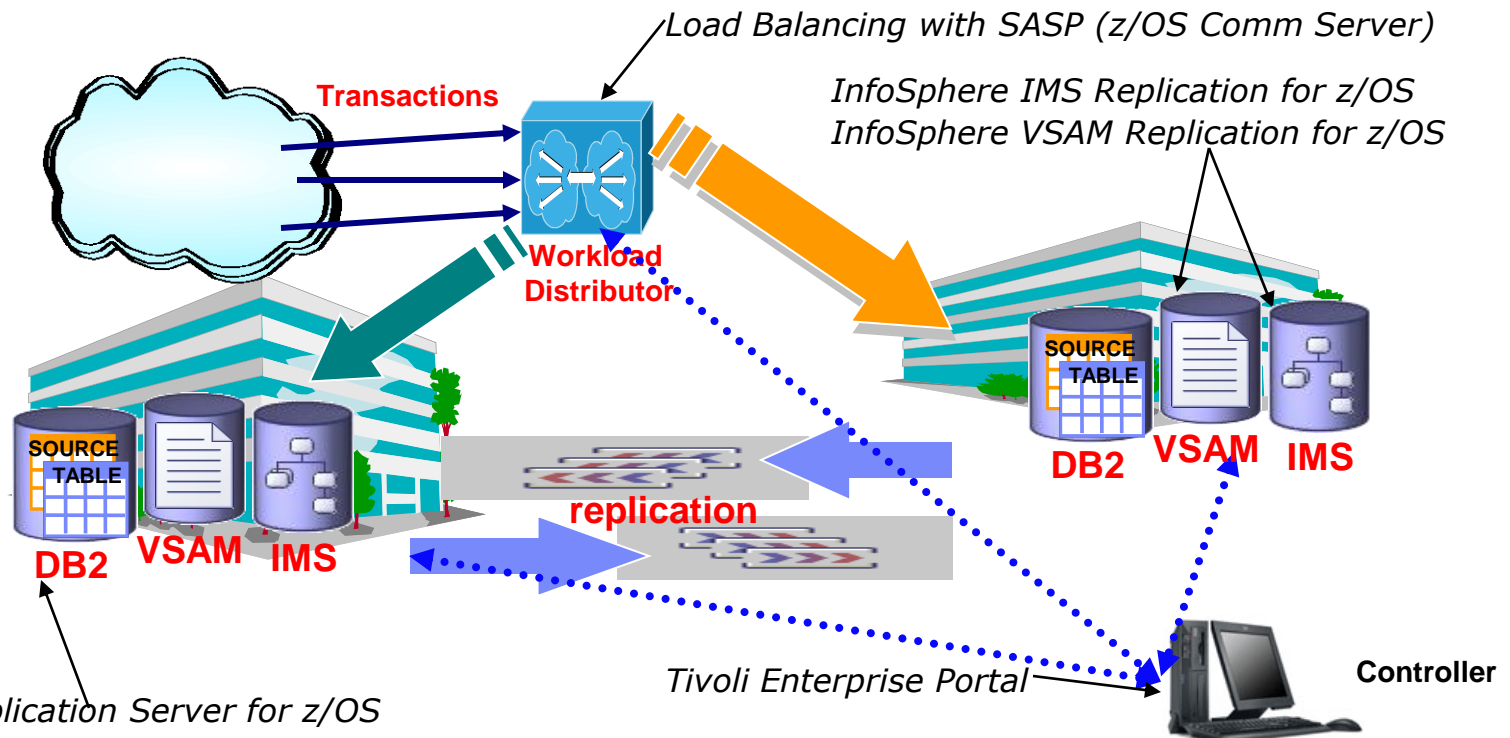 Load Balancing with SASP (z/OS Comm Server)
Transactions
InfoSphere IMS Replication for z/OS
InfoSphere VSAM Replication for z/OS
Workload
Distributor
SOURCE
TABLE
DB2
VSAM
IMS
SOURCE
TABLE
DB2
VSAM
IMS
replication
Tivoli Enterprise Portal
Controller
Server for z/OS